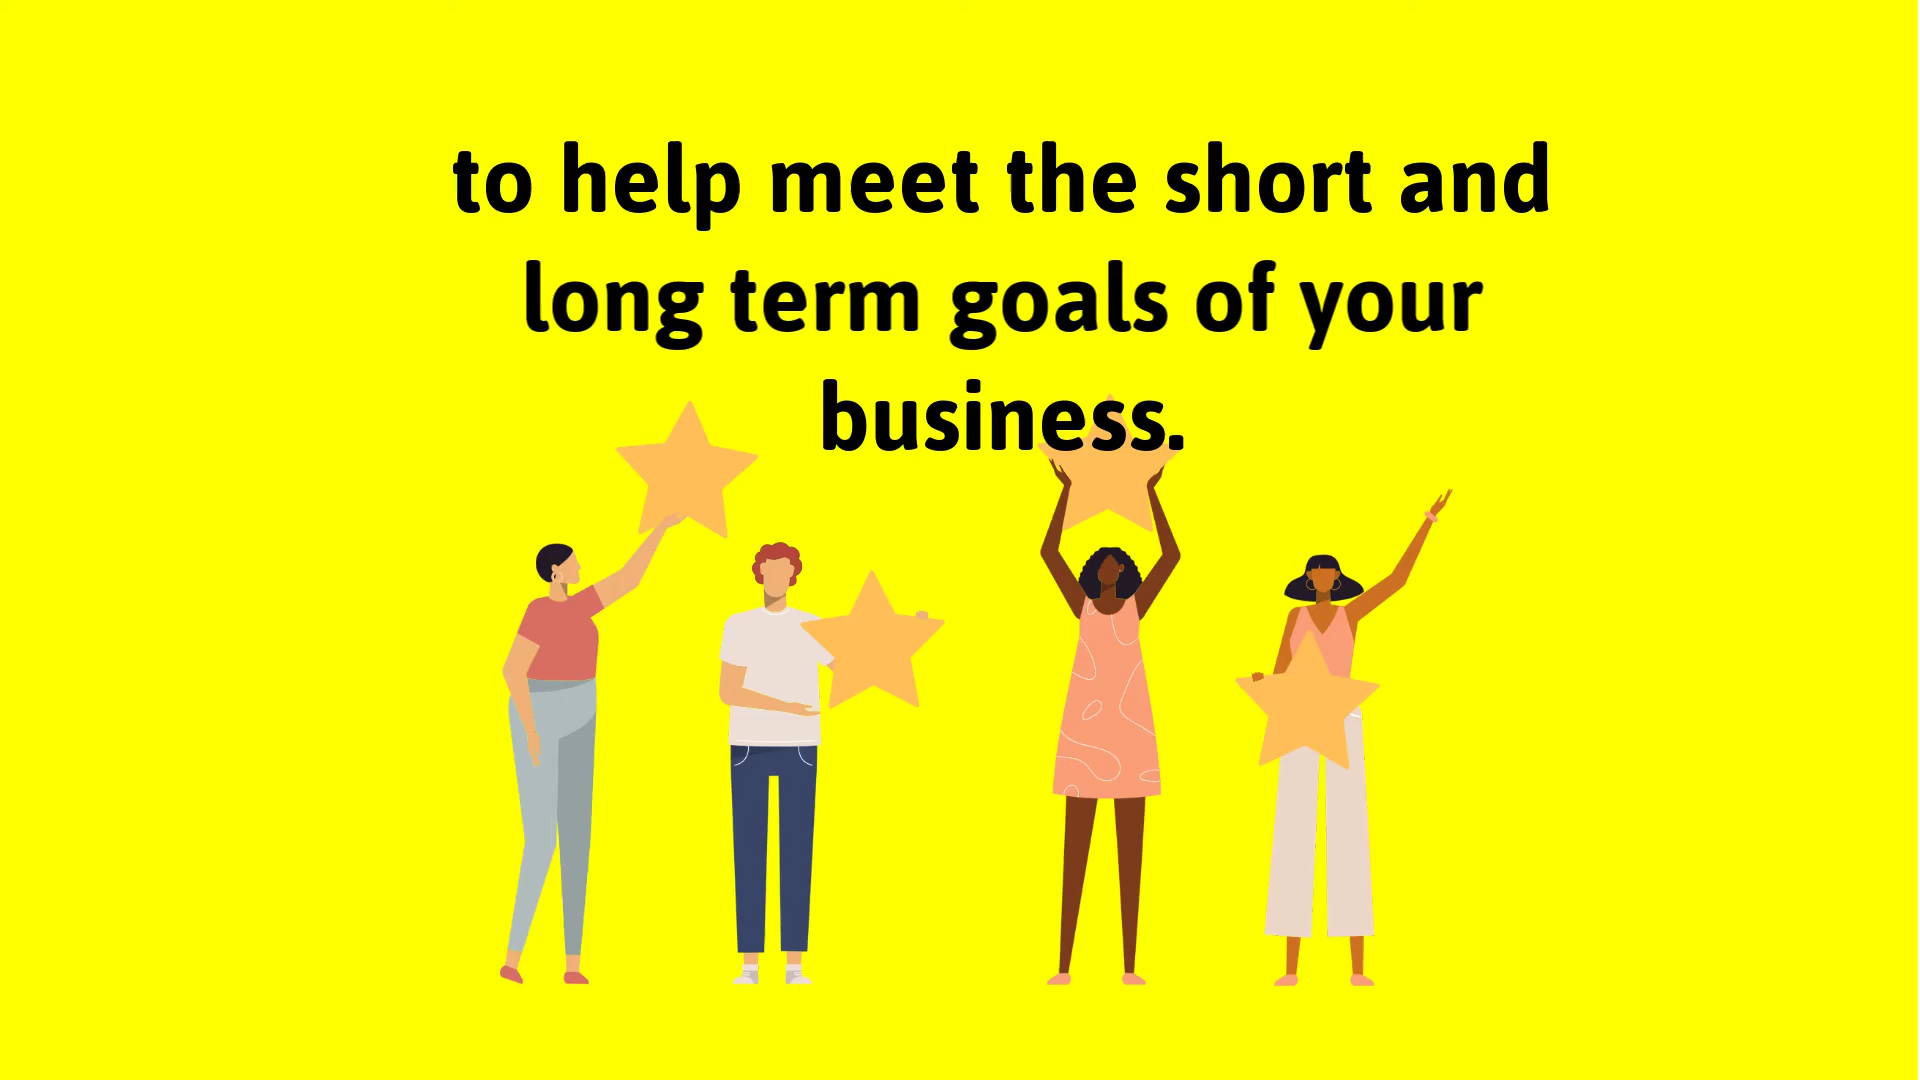 to help meet the short and
long term goals of your
business.